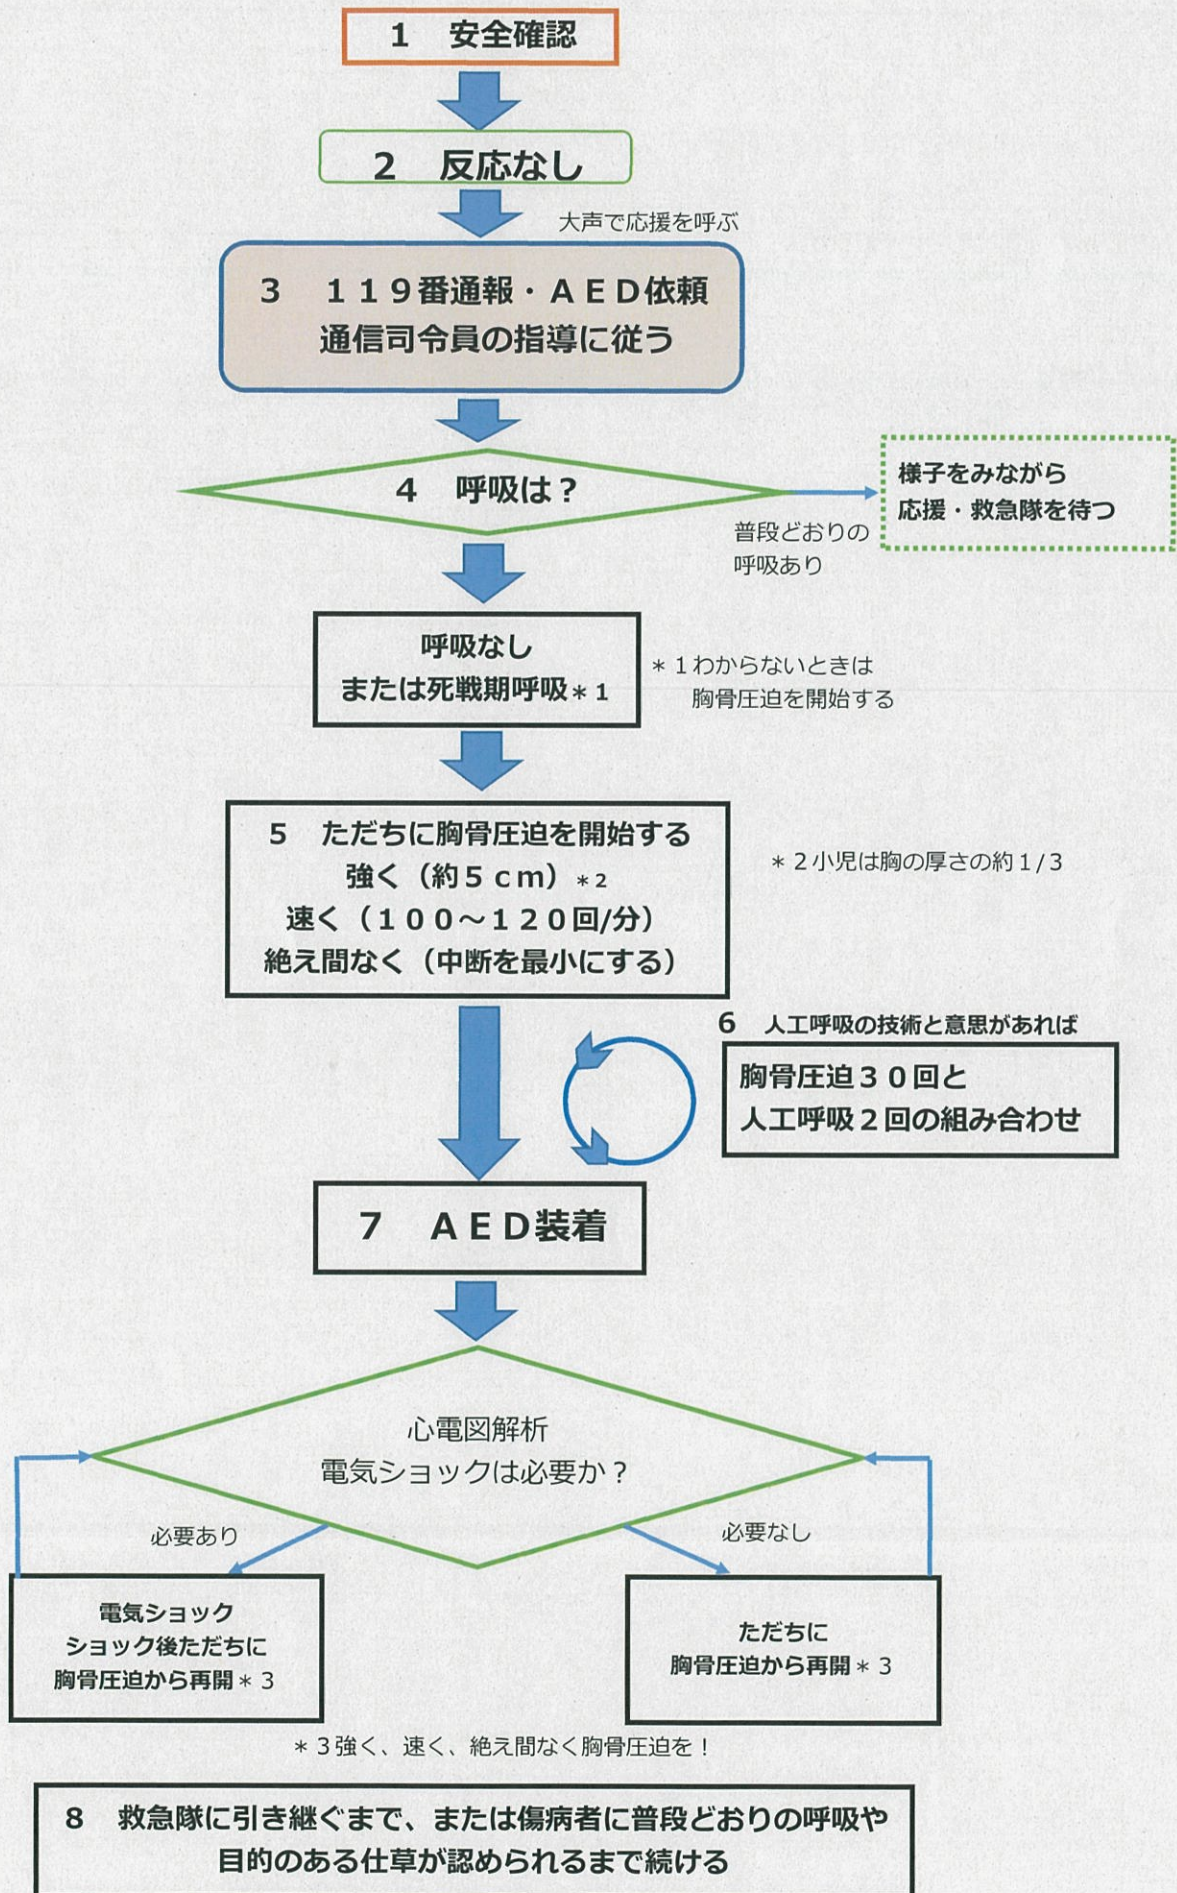 1 安全確認
2 反応なし
大声で応援を呼ぶ
3 119番通報・AED依頼
通信司令員の指導に従う
4 呼吸は？
普段どおりの
呼吸あり
様子をみながら
応援・救急隊を待つ
呼吸なし
または死戦期呼吸＊1
＊1わからないときは
胸骨圧迫を開始する
5 ただちに胸骨圧迫を開始する
強く（約5cm）＊2
速く（100～120回/分）
絶え間なく（中断を最小にする）
＊2小児は胸の厚さの約1/3
6 人工呼吸の技術と意思があれば
胸骨圧迫30回と
人工呼吸2回の組み合わせ
7 AED装着
心電図解析
電気ショックは必要か？
必要あり
必要なし
電気ショック
ショック後ただちに
胸骨圧迫から再開＊3
ただちに
胸骨圧迫から再開＊3
＊3強く、速く、絶え間なく胸骨圧迫を！
8 救急隊に引き継ぐまで、または傷病者に普段どおりの呼吸や
目的のある仕草が認められるまで続ける